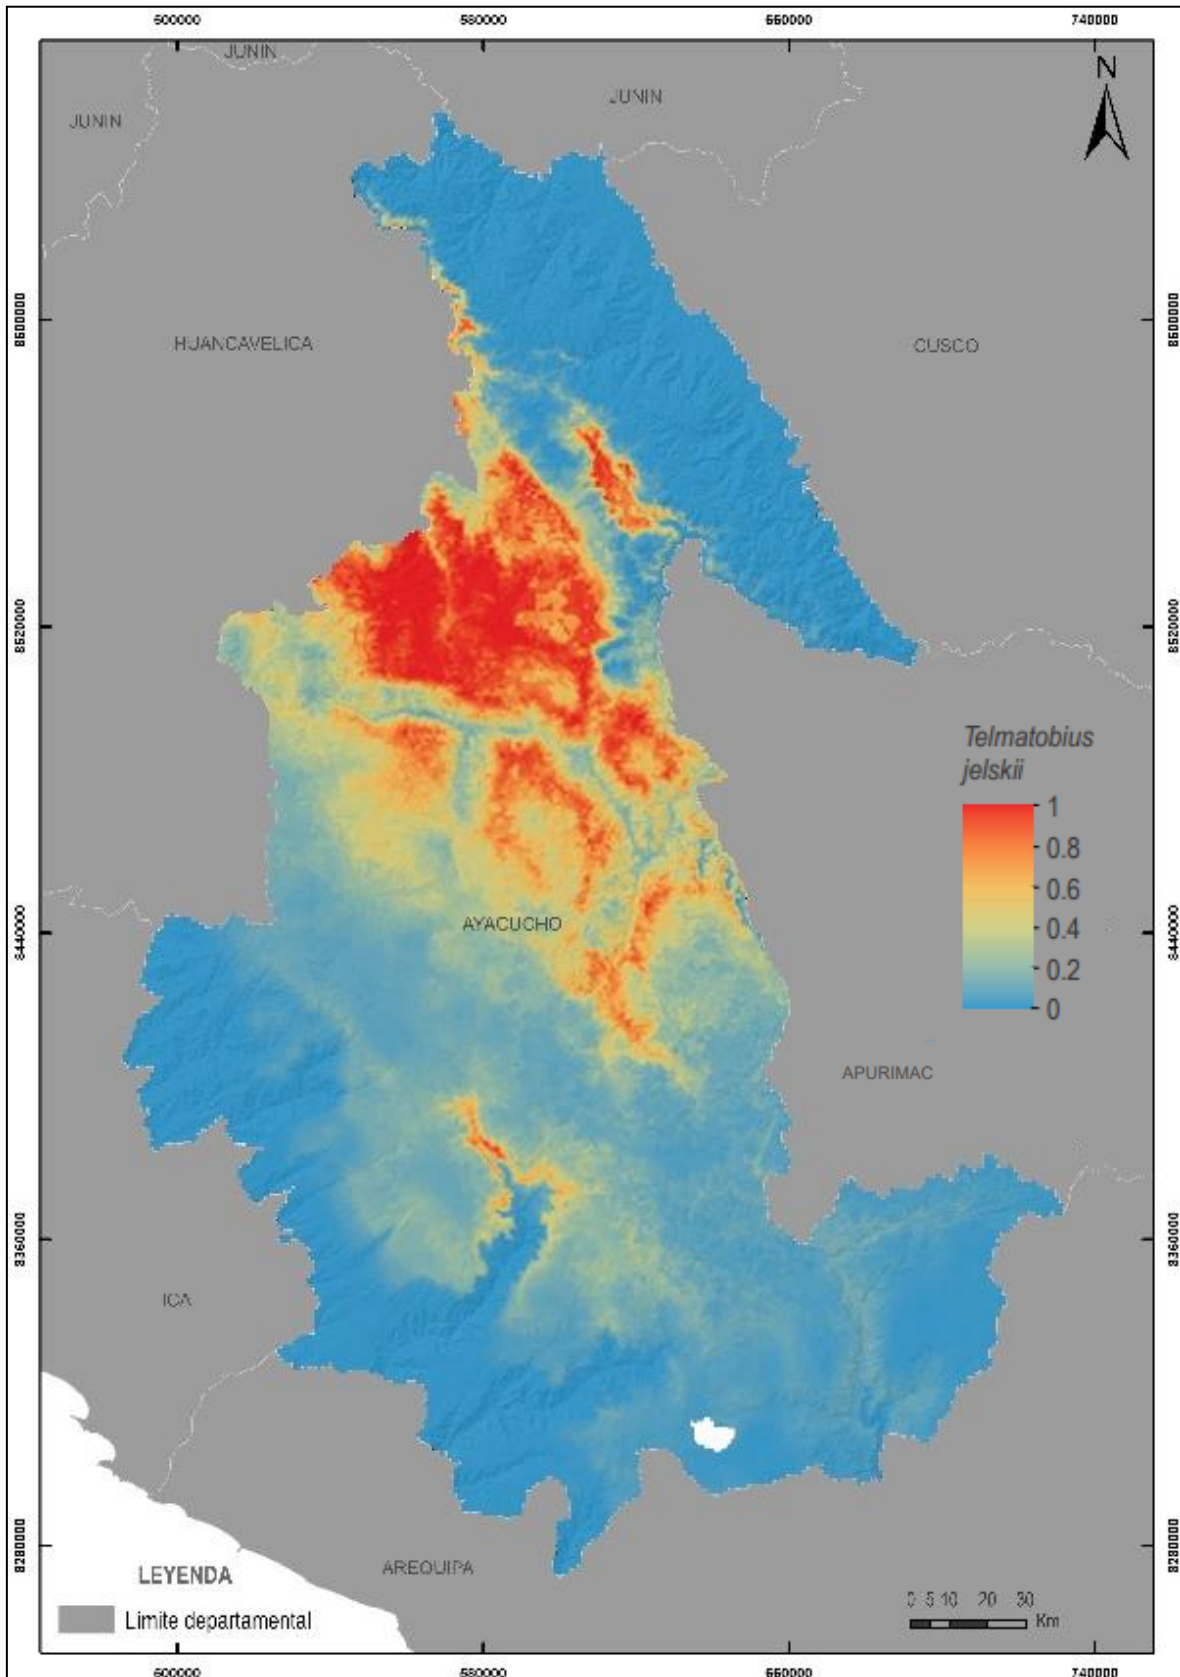 500000 580000 660000 740000
N
JUNIN
JUNIN
JUNIN
8600000
8600000
HUANCAVELICA
CUSCO
8520000
8520000
Telmatobius
jelskii
1
0.8
0.6
0.4
0.2
0
AYACUCHO
8440000
8440000
APURIMAC
8360000
8360000
ICA
8280000
8280000
AREQUIPA
LEYENDA
Limite departamental
0 5 10 20 30
Km
500000 580000 660000 740000